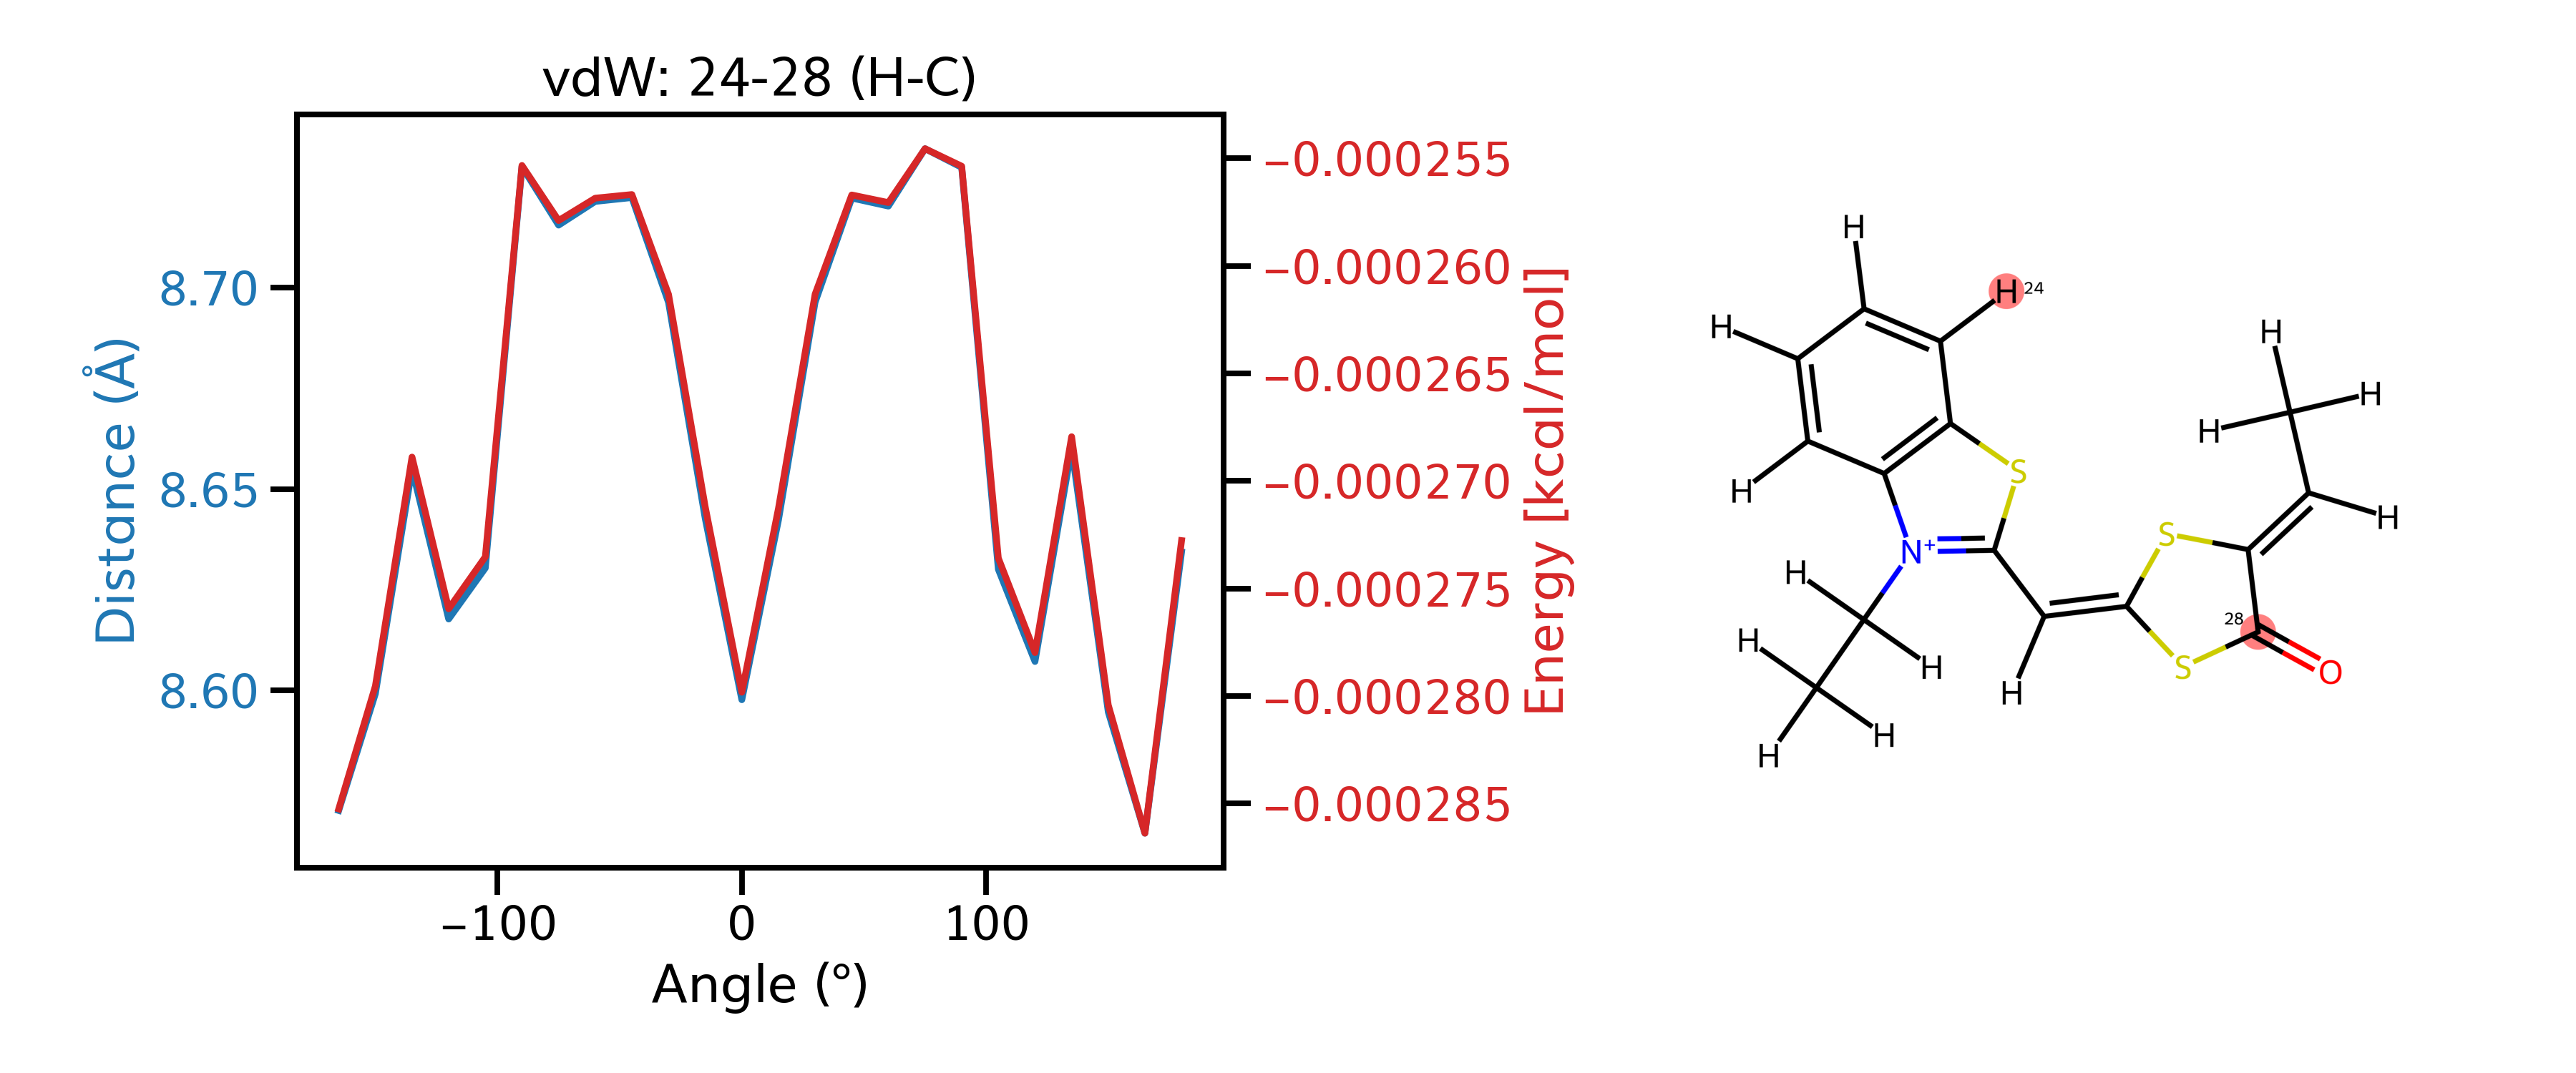 vdW: 24-28 (H-C)
8.70
8.65
8.60
Distance (Å)
−100
0
100
Angle (°)
−0.000255
−0.000260
−0.000265
−0.000270
−0.000275
−0.000280
−0.000285
Energy [kcal/mol]
H
H 24
H
H
H
H
S
H
S
H
N+
H
28
H
H
S
O
H
H
H
H